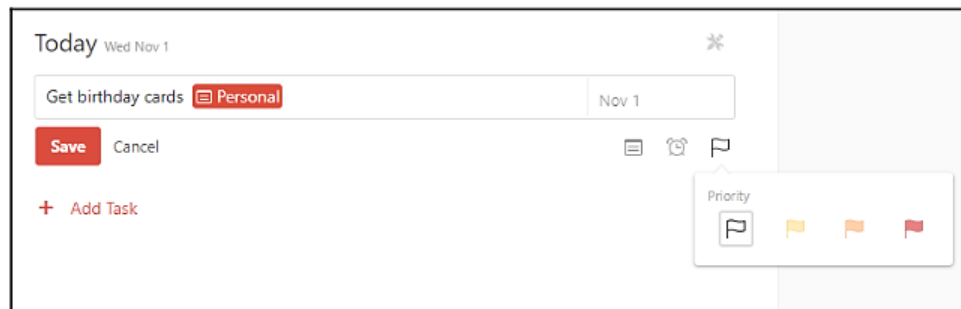 Today Wed Nov 1
Get birthday cards Personal Nov 1
Save Cancel
+ Add Task
Priority